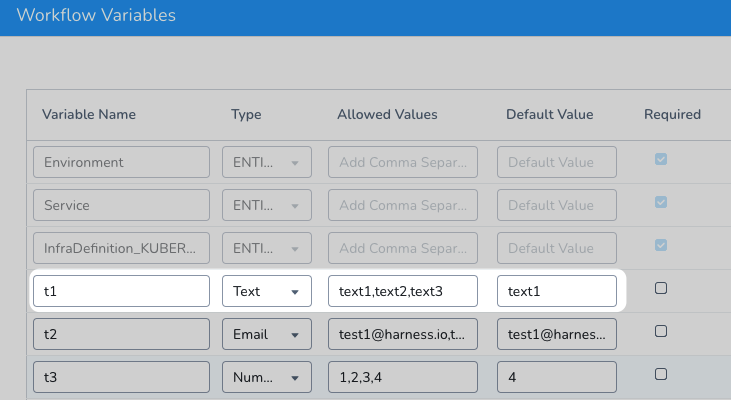 Workflow Variables
Variable Name Type Allowed Values Default Value Required
Environment ENTI... Add Comma Separ... Default Value
Service ENTI... Add Comma Separ... Default Value
InfraDefinition_KUBER... ENTI... Add Comma Separ... Default Value
t1 Text text1,text2,text3 text1
t2 Email test1@harness.io,t... test1@harnes...
t3 Num... 1,2,3,4 4